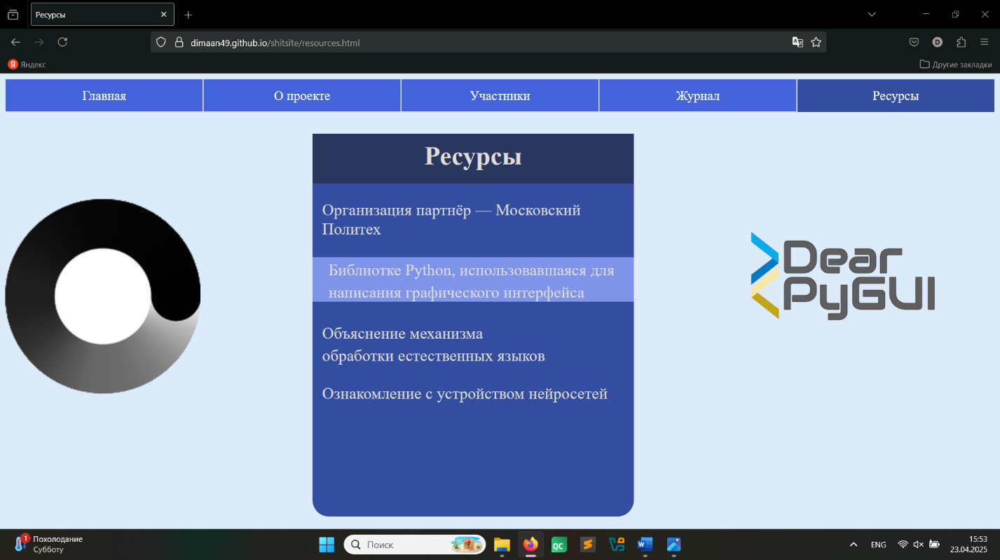 Ресурсы
dimaan49.github.io/shitsite/resources.html
D
Я Яндекс
Другие закладки
Главная
О проекте
Участники
Журнал
Ресурсы
Ресурсы
Организация партнёр — Московский
Политех
Библиотке Python, использовавшаяся для
написания графического интерфейса
Объяснение механизма
обработки естественных языков
Ознакомление с устройством нейросетей
Dear
PyGUI
1
Похолодание
Субботу
Поиск
QC
W
ENG
15:53
23.04.2025